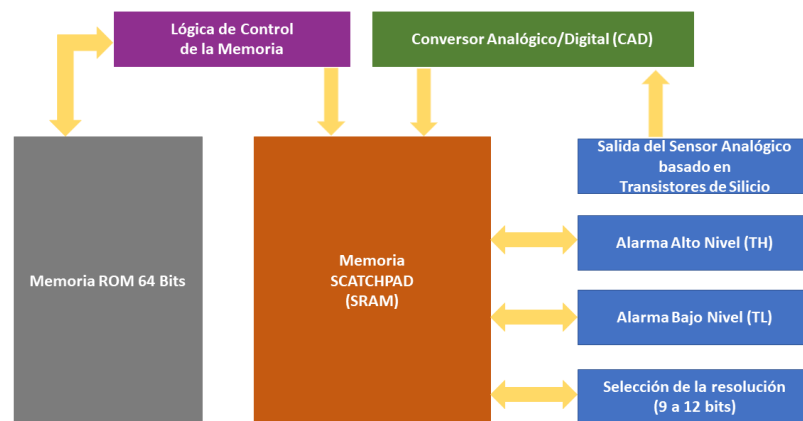 Lógica de Control
de la Memoria
Conversor Analógico/Digital (CAD)
Memoria ROM 64 Bits
Memoria
SCATCHPAD
(SRAM)
Salida del Sensor Analógico
basado en
Transistores de Silicio
Alarma Alto Nivel (TH)
Alarma Bajo Nivel (TL)
Selección de la resolución
(9 a 12 bits)